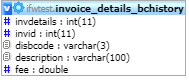 ifwtest.invoice_details_bchistory
invdetails : int(11)
invid : int(11)
disbcode : varchar(3)
description : varchar(100)
# fee : double